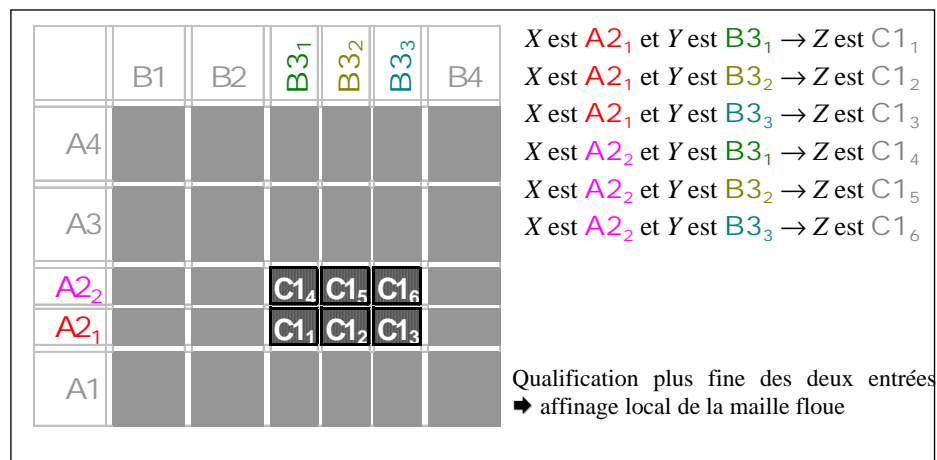 B1 B2 B3₁ B3₂ B3₃ B4
A4
A3
A2₂ C1₄ C1₅ C1₆
A2₁ C1₁ C1₂ C1₃
A1
X est A2₁ et Y est B3₁ → Z est C1₁
X est A2₁ et Y est B3₂ → Z est C1₂
X est A2₁ et Y est B3₃ → Z est C1₃
X est A2₂ et Y est B3₁ → Z est C1₄
X est A2₂ et Y est B3₂ → Z est C1₅
X est A2₂ et Y est B3₃ → Z est C1₆
Qualification plus fine des deux entrées
➡ affinage local de la maille floue